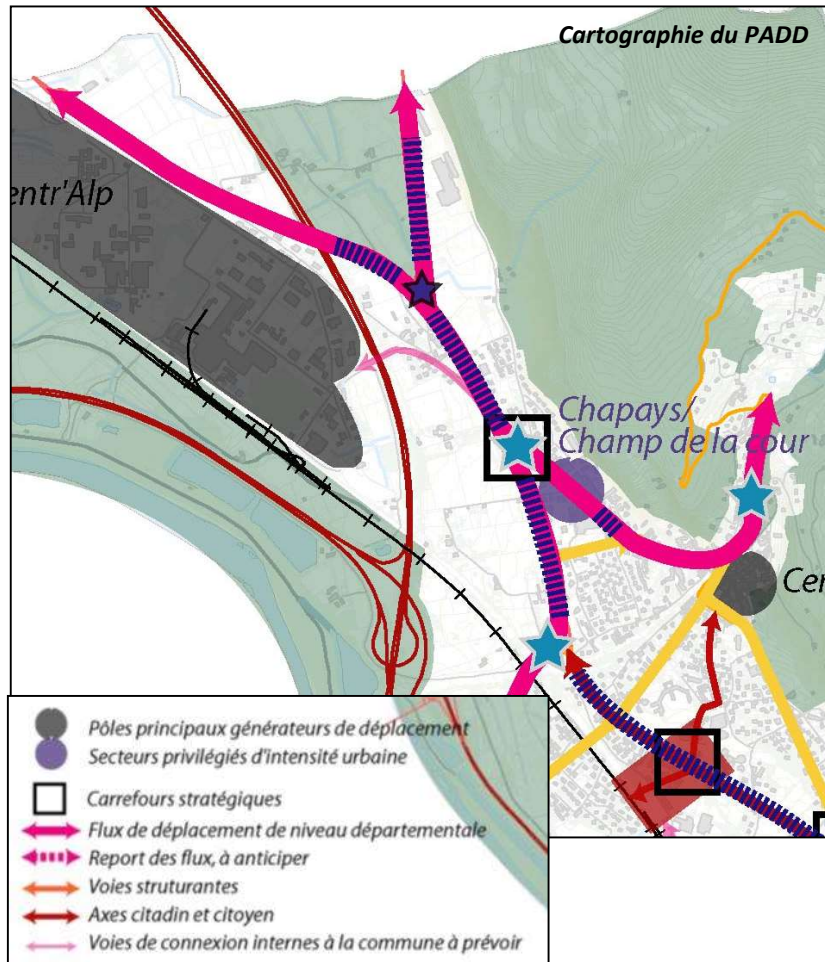 Cartographie du PADD
entr'Alp
Chapays/
Champ de la cour
Cer
Pôles principaux générateurs de déplacement
Secteurs privilégiés d'intensité urbaine
Carrefours stratégiques
Flux de déplacement de niveau départementale
Report des flux, à anticiper
Voies struturantes
Axes citadin et citoyen
Voies de connexion internes à la commune à prévoir